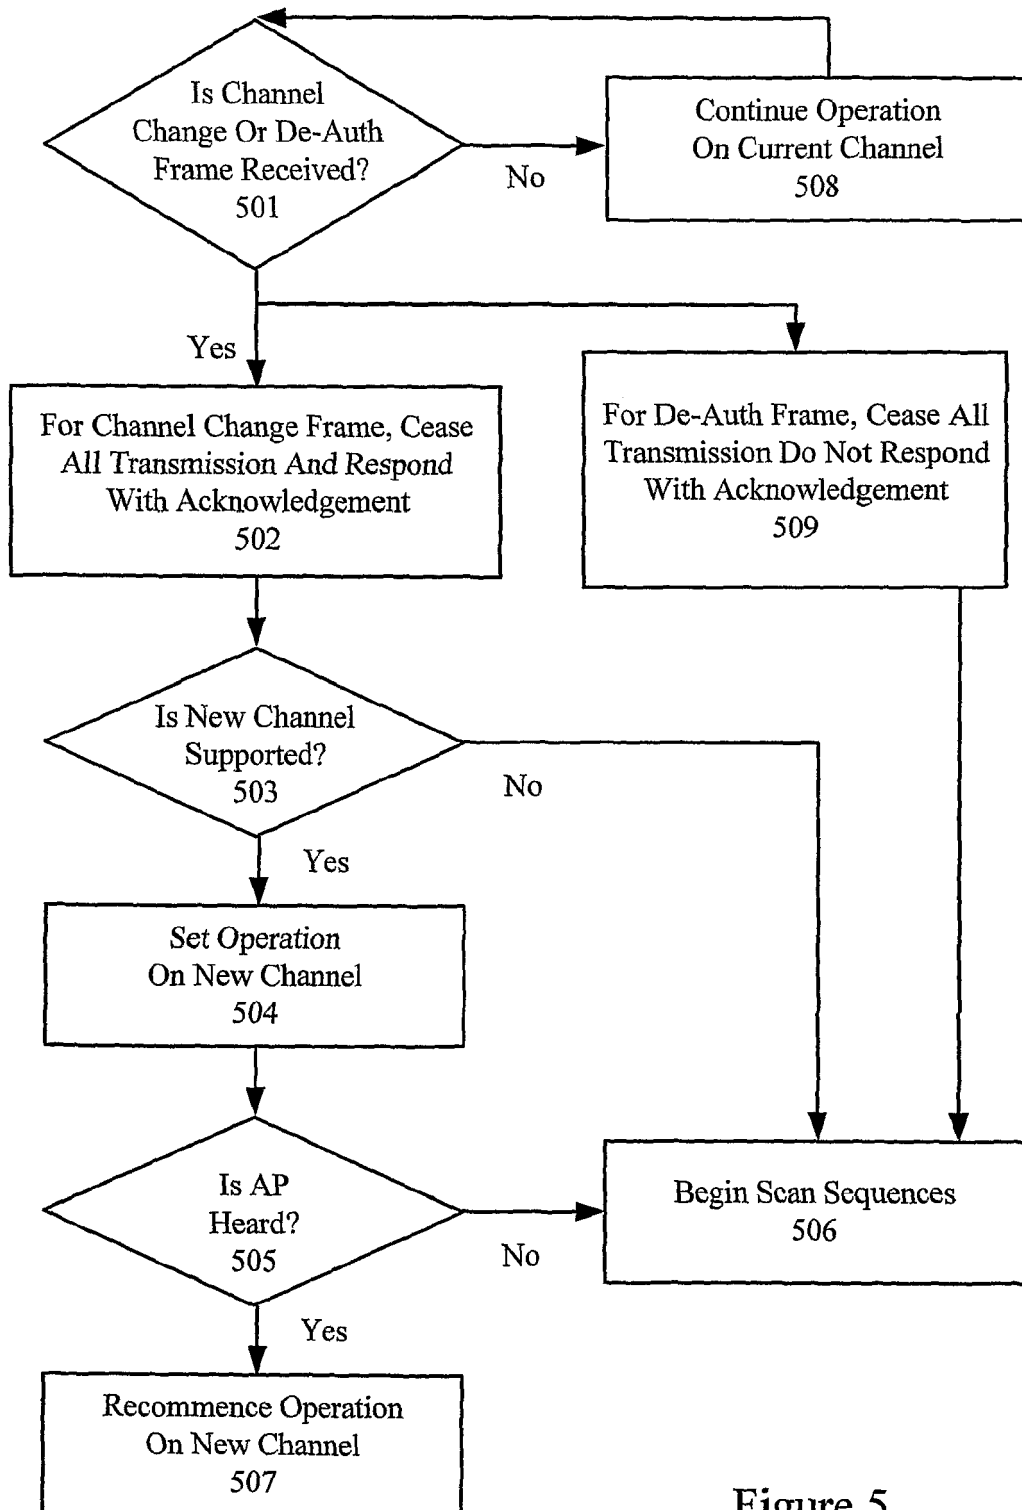 Is Channel
Change Or De-Auth
Frame Received?
501
No
Continue Operation
On Current Channel
508
Yes
For Channel Change Frame, Cease
All Transmission And Respond
With Acknowledgement
502
For De-Auth Frame, Cease All
Transmission Do Not Respond
With Acknowledgement
509
Is New Channel
Supported?
503
No
Yes
Set Operation
On New Channel
504
Is AP
Heard?
505
No
Begin Scan Sequences
506
Yes
Recommence Operation
On New Channel
507
Figure 5